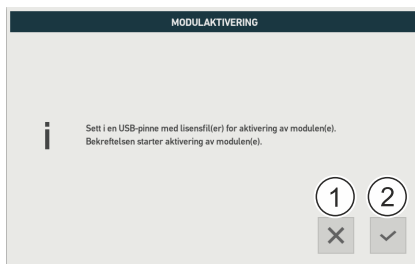 MODULAKTIVERING
Sett i en USB-pinne med lisensfil(er) for aktivering av modulen(e).
Bekreftelsen starter aktivering av modulen(e).
1 2